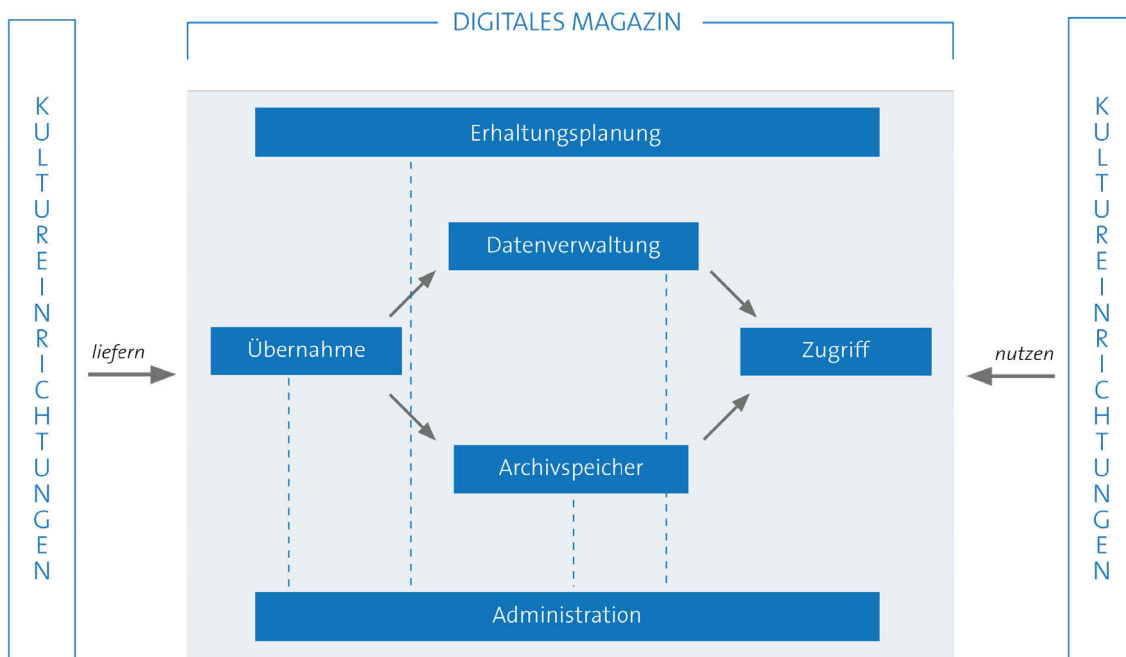 DIGITALES MAGAZIN
KULTUREINRICHTUNGEN
Erhaltungsplanung
Datenverwaltung
liefern
Übernahme
Zugriff
nutzen
Archivspeicher
Administration
KULTUREINRICHTUNGEN